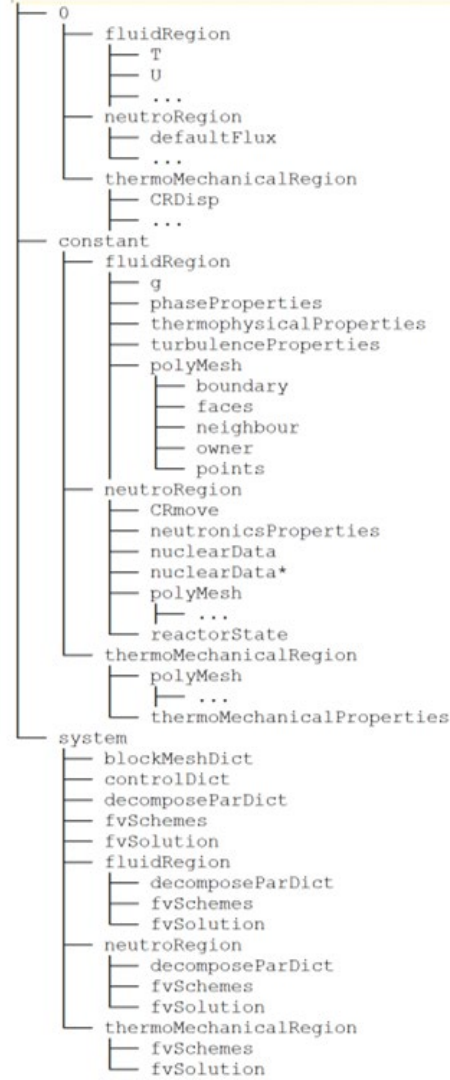 0
fluidRegion
T
U
...
neutroRegion
defaultFlux
...
thermoMechanicalRegion
CRDisp
...
constant
fluidRegion
g
phaseProperties
thermophysicalProperties
turbulenceProperties
polyMesh
boundary
faces
neighbour
owner
points
neutroRegion
CRmove
neutronicsProperties
nuclearData
nuclearData*
polyMesh
...
reactorState
thermoMechanicalRegion
polyMesh
...
thermoMechanicalProperties
system
blockMeshDict
controlDict
decomposeParDict
fvSchemes
fvSolution
fluidRegion
decomposeParDict
fvSchemes
fvSolution
neutroRegion
decomposeParDict
fvSchemes
fvSolution
thermoMechanicalRegion
fvSchemes
fvSolution